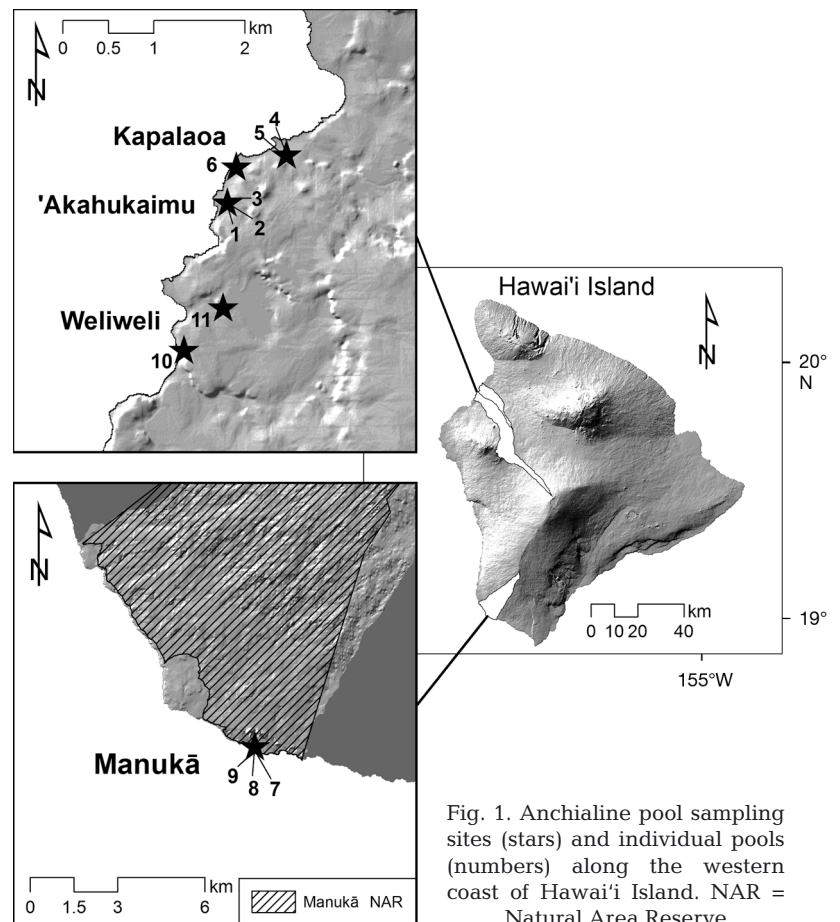 km
0 0.5 1 2
N
Kapalaoa
4
5
6
'Akahukaimu
3
1 2
Weliweli
11
10
Hawai'i Island
N
20°
N
km
0 10 20 40
19°
155°W
N
Manukā
9 8 7
km
0 1.5 3 6
Manukā NAR
Fig. 1. Anchialine pool sampling
sites (stars) and individual pools
(numbers) along the western
coast of Hawai‘i Island. NAR =
Natural Area Reserve